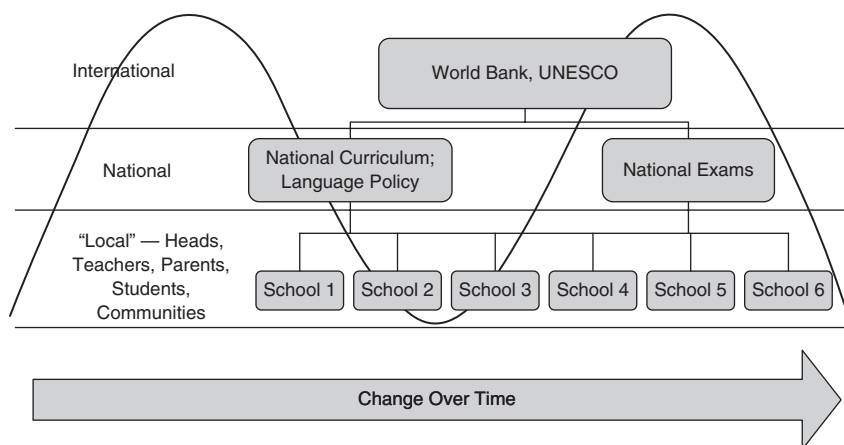 International
World Bank, UNESCO
National
National Curriculum;
Language Policy
National Exams
“Local” — Heads,
Teachers, Parents,
Students,
Communities
School 1
School 2
School 3
School 4
School 5
School 6
Change Over Time